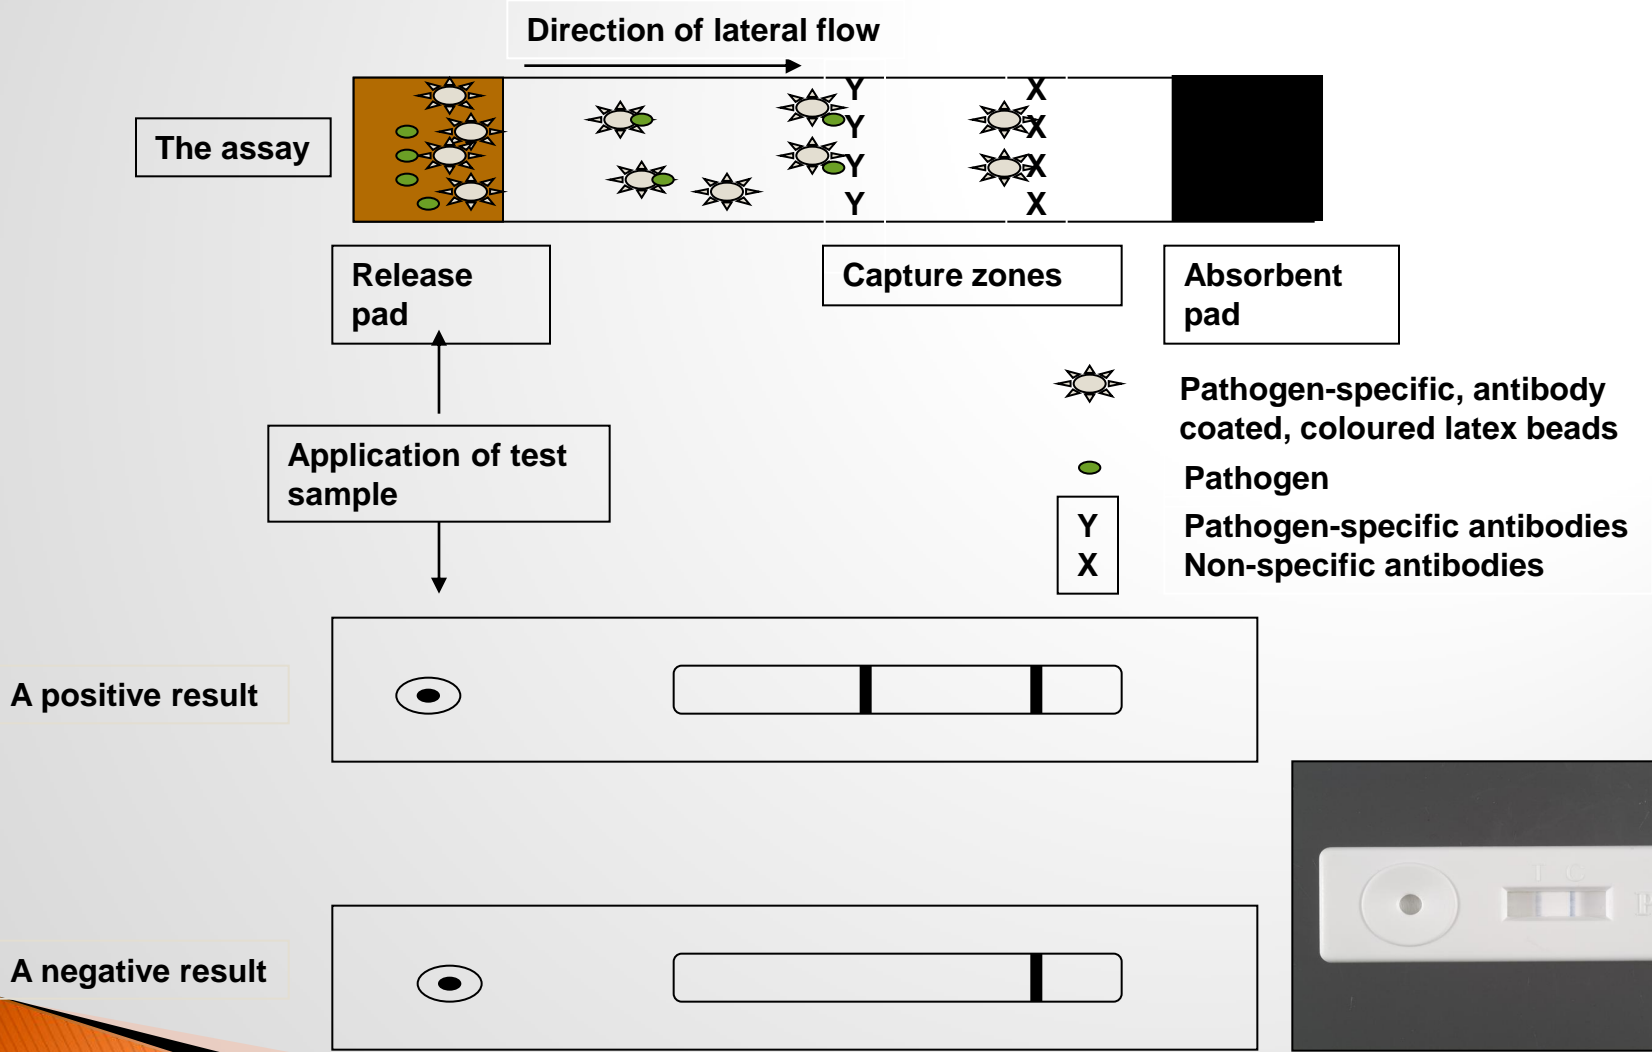 Direction of lateral flow
Y X
Y X
Y X
Y X
The assay
Release
pad
Capture zones
Absorbent
pad
Pathogen-specific, antibody
coated, coloured latex beads
Application of test
sample
Pathogen
Y Pathogen-specific antibodies
X Non-specific antibodies
A positive result
T C
A negative result